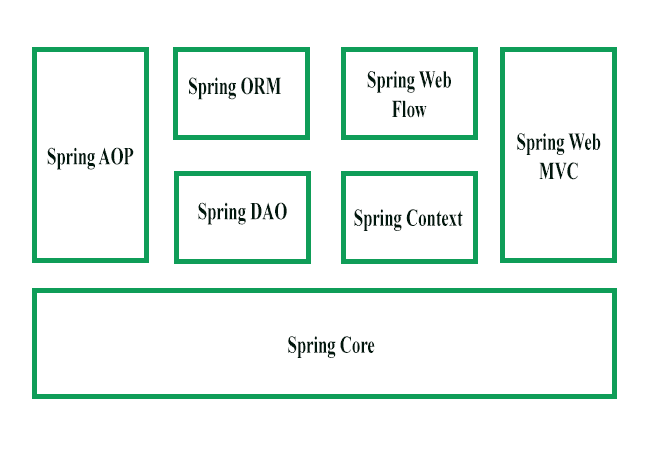 Spring AOP
Spring ORM
Spring Web
Flow
Spring Web
MVC
Spring DAO
Spring Context
Spring Core